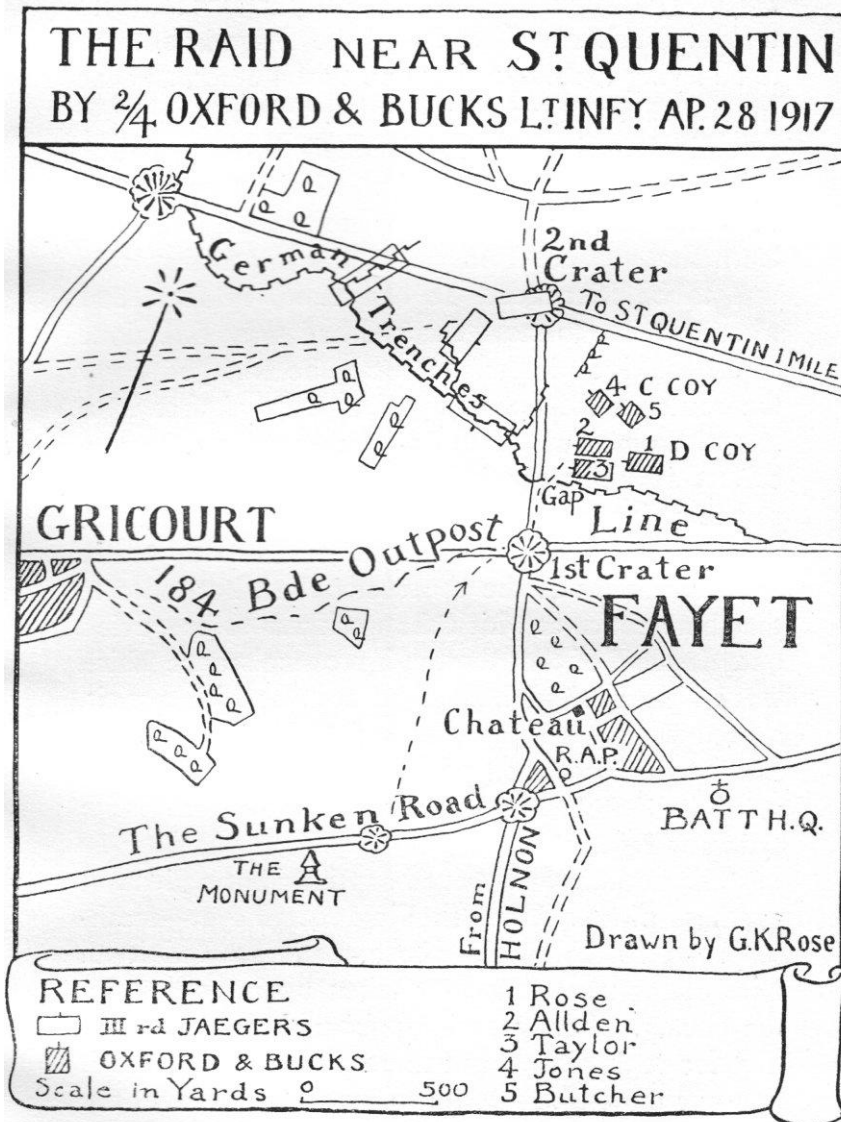 THE RAID NEAR ST QUENTIN
BY 2/4 OXFORD & BUCKS LT INFY AP. 28 1917
German
Trenches
2nd
Crater
To ST QUENTIN 1 MILE
4 C COY
5
2
1 D COY
3
Gap
Line
GRICOURT
184 Bde Outpost
1st Crater
FAYET
Chateau
R.A.P.
The Sunken Road
BATT H.Q.
THE
MONUMENT
From
HOLNON
Drawn by G.K Rose
REFERENCE
III rd JAEGERS
OXFORD & BUCKS
Scale in Yards 0 500
1 Rose
2 Allden
3 Taylor
4 Jones
5 Butcher